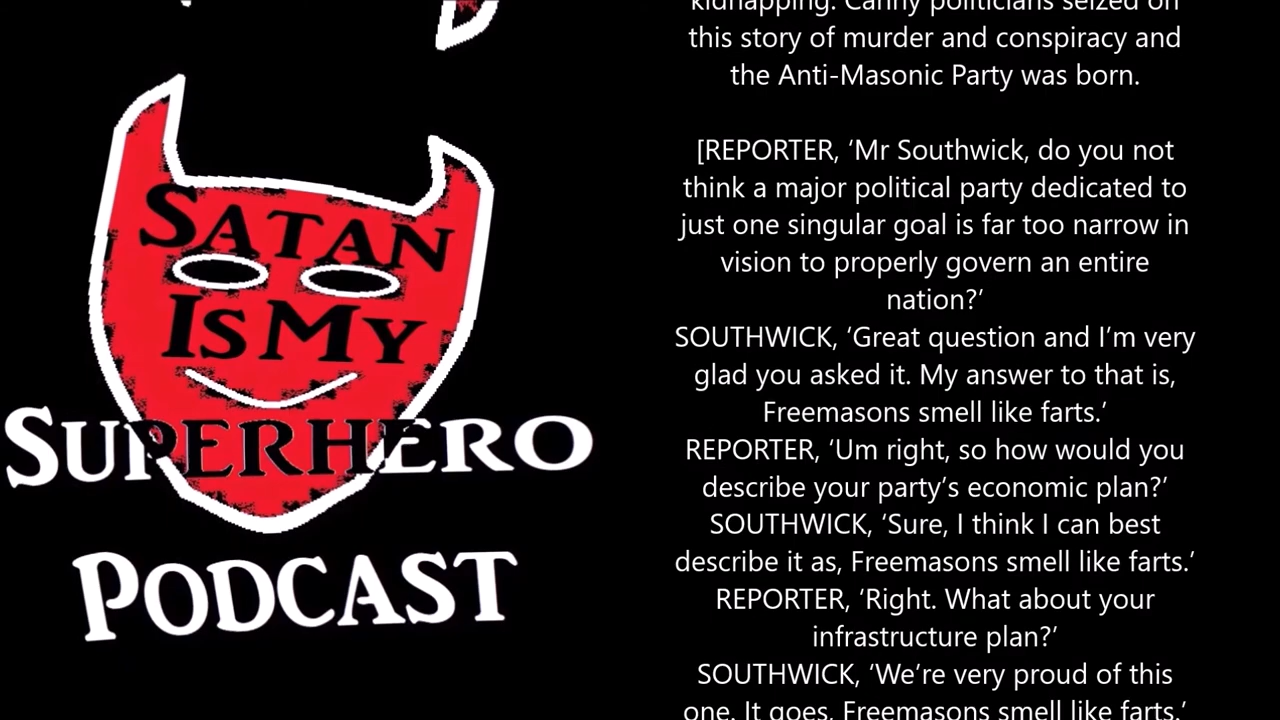 SATAN
IS MY
SUPERHERO
PODCAST
kidnapping. Canny politicians seized on
this story of murder and conspiracy and
the Anti-Masonic Party was born.
[REPORTER, ‘Mr Southwick, do you not
think a major political party dedicated to
just one singular goal is far too narrow in
vision to properly govern an entire
nation?’
SOUTHWICK, ‘Great question and I’m very
glad you asked it. My answer to that is,
Freemasons smell like farts.’
REPORTER, ‘Um right, so how would you
describe your party’s economic plan?’
SOUTHWICK, ‘Sure, I think I can best
describe it as, Freemasons smell like farts.’
REPORTER, ‘Right. What about your
infrastructure plan?’
SOUTHWICK, ‘We’re very proud of this
one. It goes, Freemasons smell like farts.’